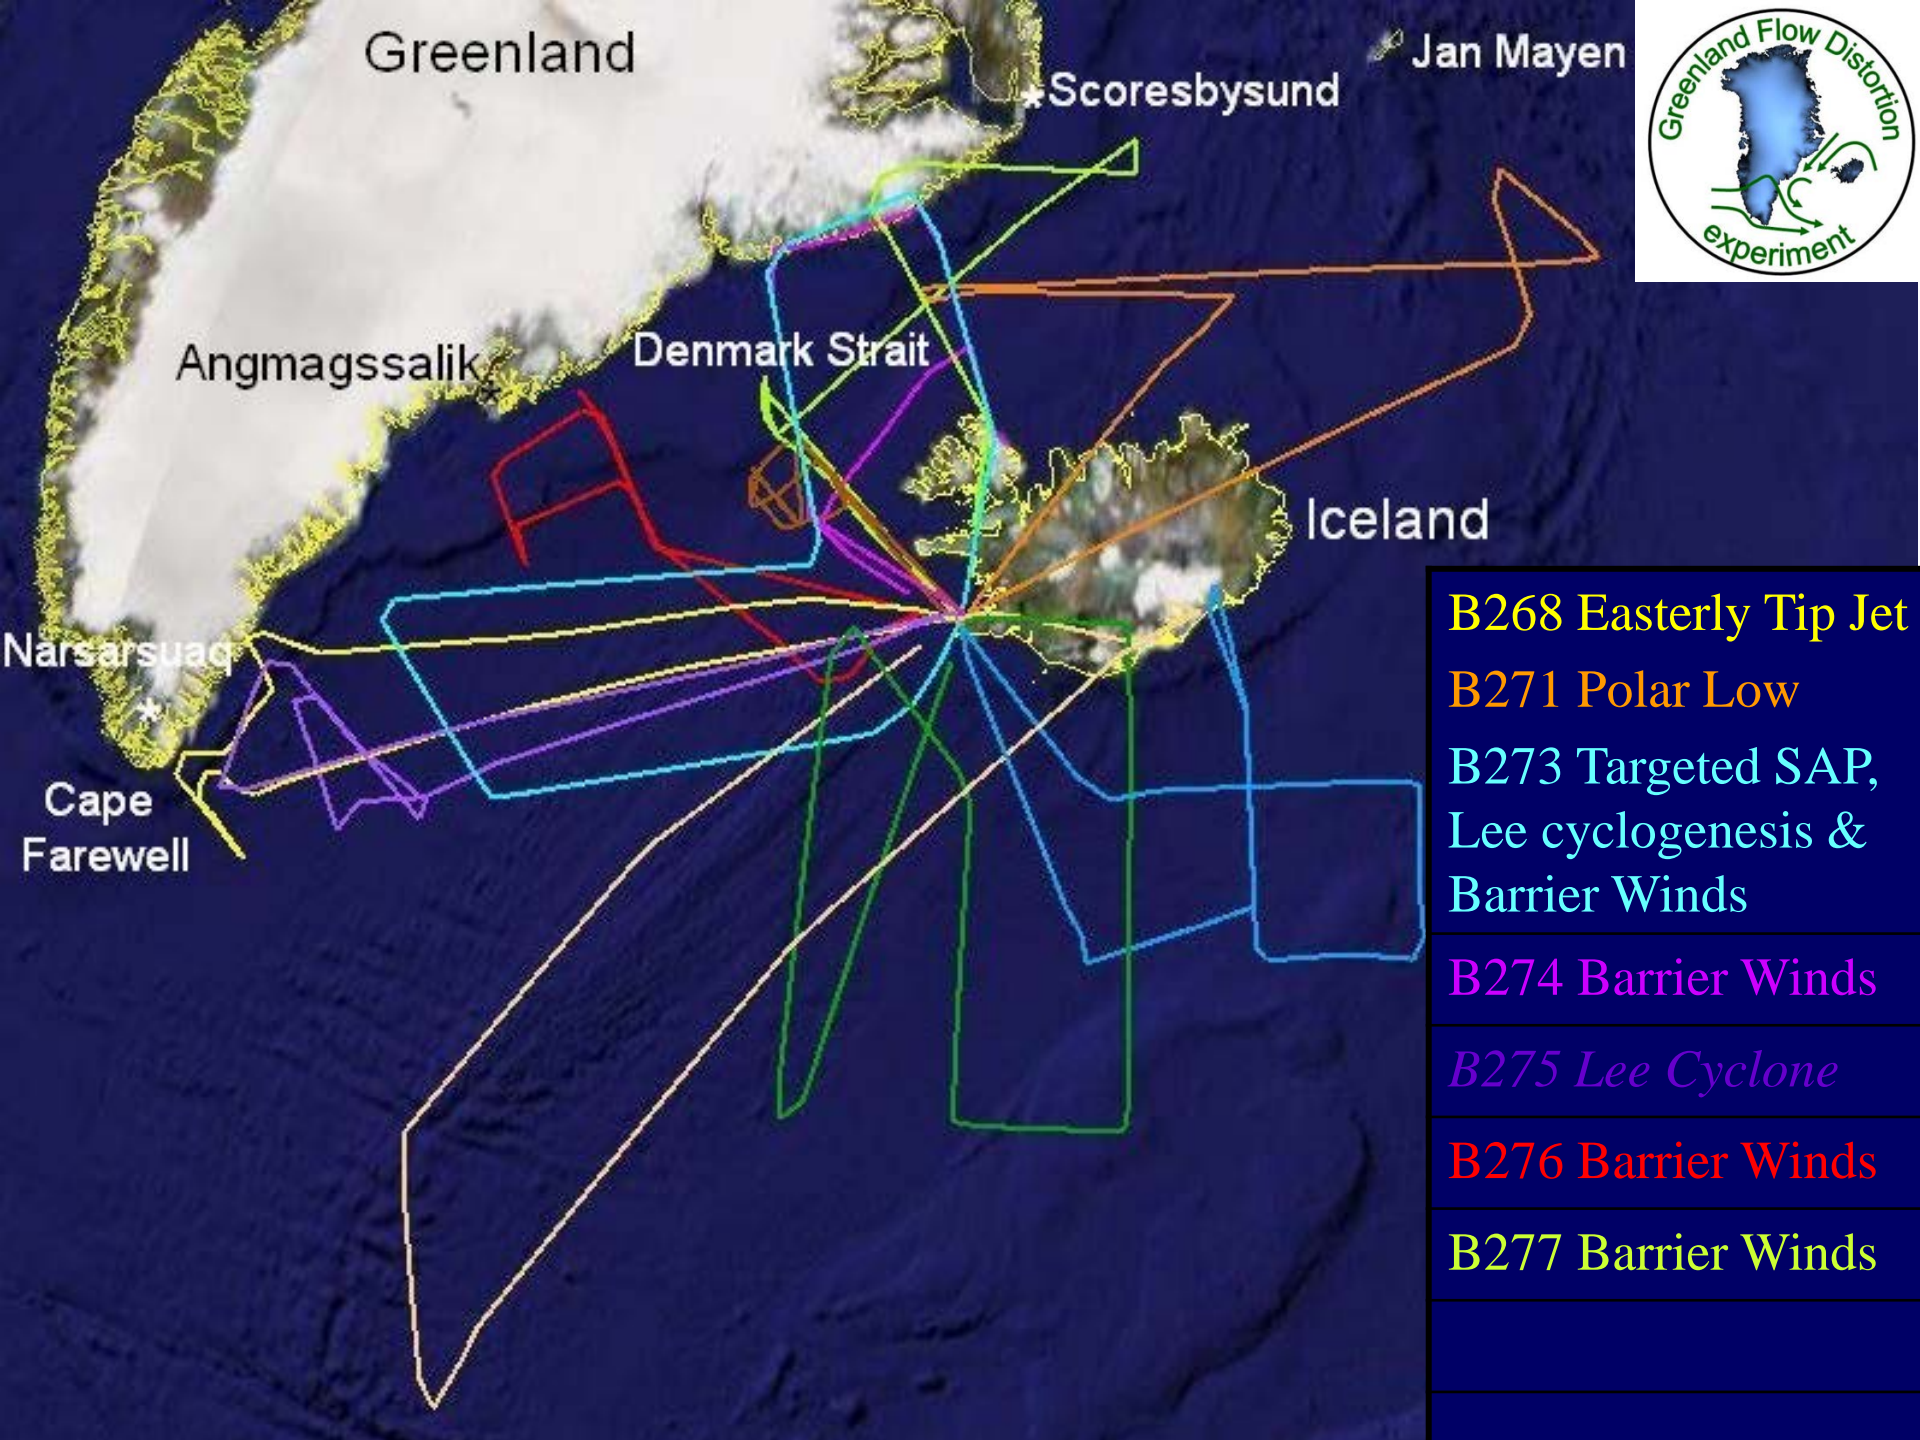 Greenland
Jan Mayen
Scoresbysund
Greenland Flow Distortion
experiment
Denmark Strait
Angmagssalik
Iceland
Narsarsuaq
Cape
Farewell
B268 Easterly Tip Jet
B271 Polar Low
B273 Targeted SAP,
Lee cyclogenesis &
Barrier Winds
B274 Barrier Winds
B275 Lee Cyclone
B276 Barrier Winds
B277 Barrier Winds